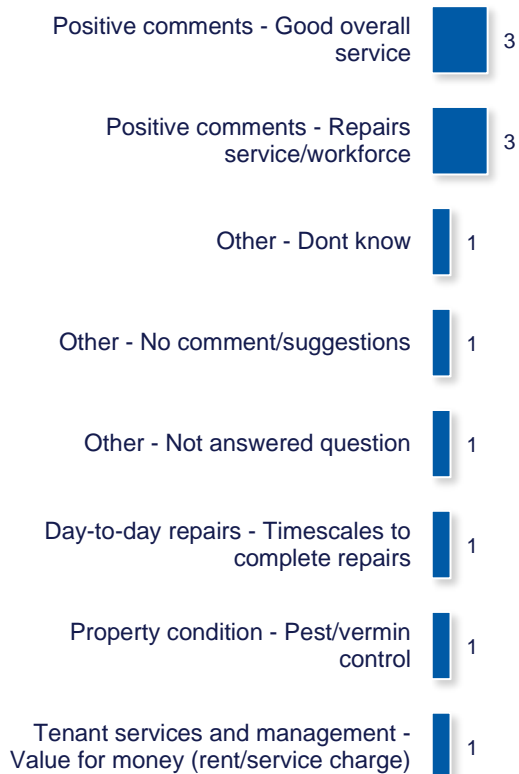 Positive comments - Good overall
service
3
Positive comments - Repairs
service/workforce
3
Other - Dont know
1
Other - No comment/suggestions
1
Other - Not answered question
1
Day-to-day repairs - Timescales to
complete repairs
1
Property condition - Pest/vermin
control
1
Tenant services and management -
Value for money (rent/service charge)
1